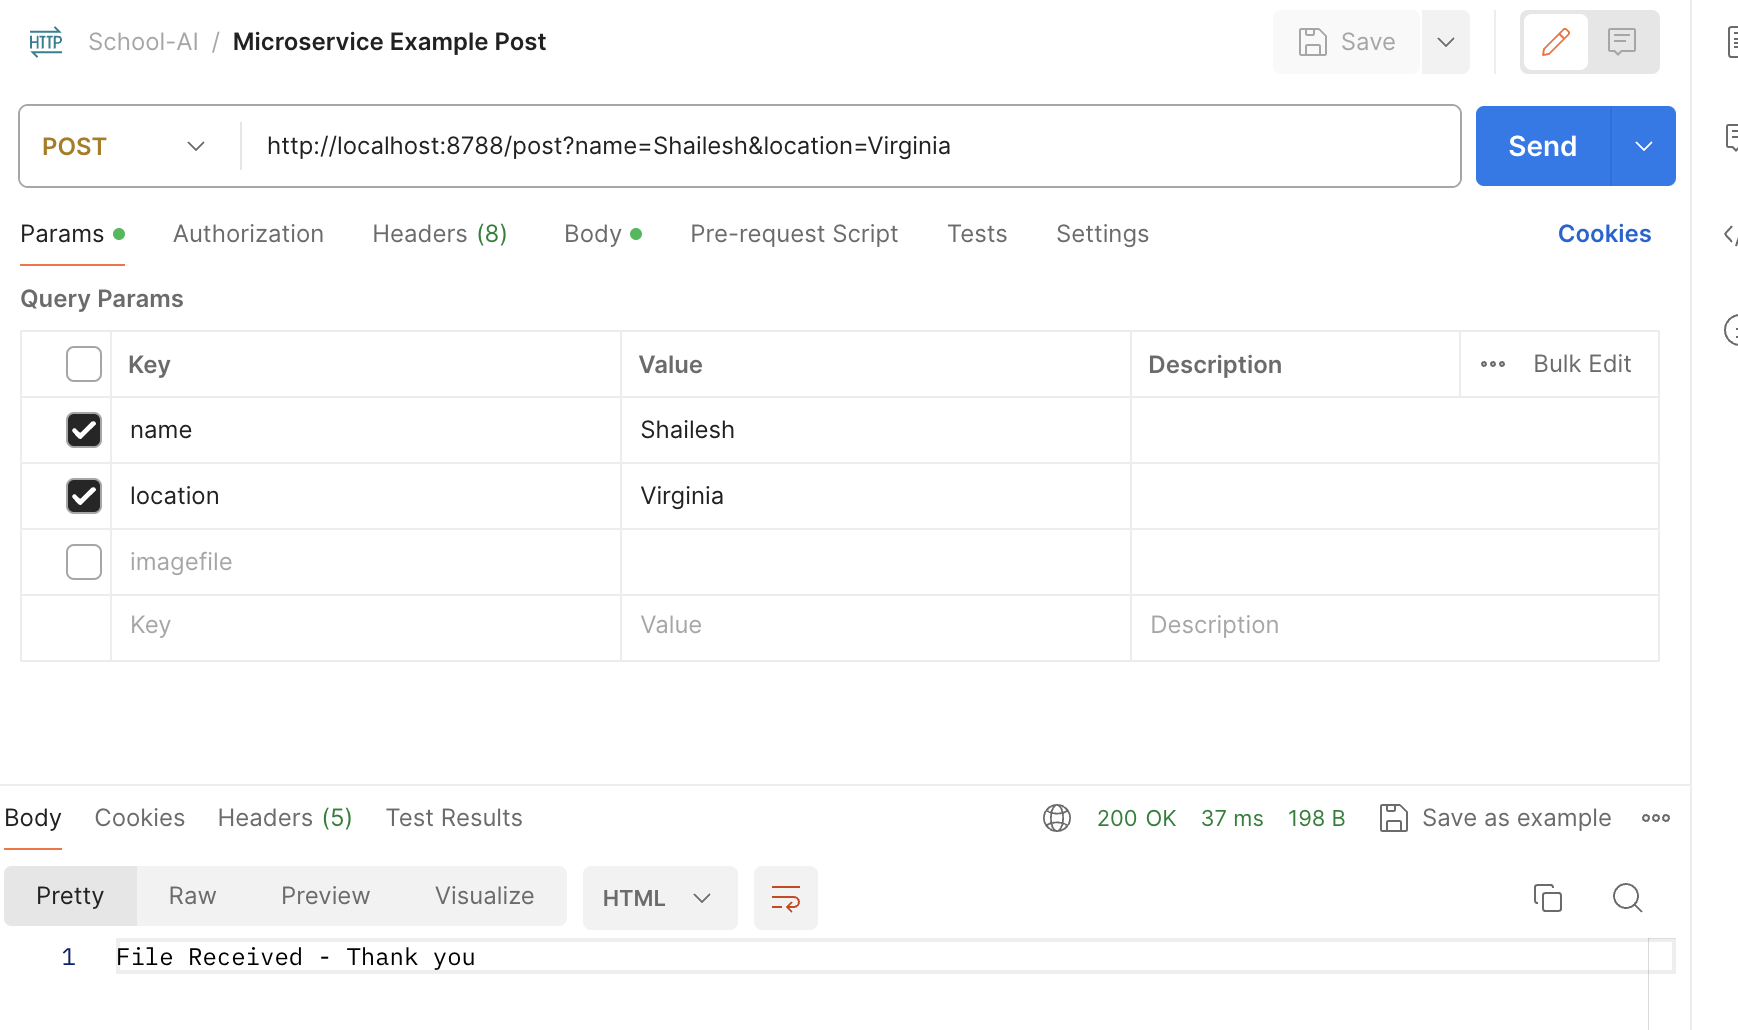 HTTP School-AI / Microservice Example Post Save
POST http://localhost:8788/post?name=Shailesh&location=Virginia Send
Params Authorization Headers (8) Body Pre-request Script Tests Settings Cookies
Query Params
Key Value Description Bulk Edit
name Shailesh
location Virginia
imagefile
Key Value Description
Body Cookies Headers (5) Test Results 200 OK 37 ms 198 B Save as example
Pretty Raw Preview Visualize HTML
1 File Received - Thank you